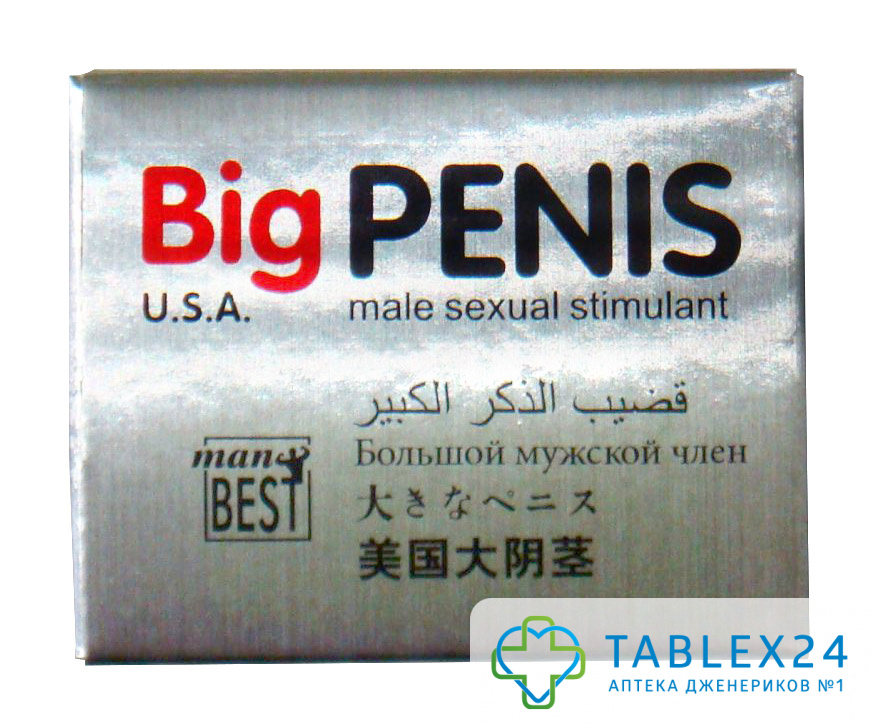 Big PENIS
U.S.A. male sexual stimulant
قضيب الذكر الكبير
Большой мужской член
大きなペニス
美国大阴茎
man
BEST
TABLEX24
АПТЕКА ДЖЕНЕРИКОВ №1